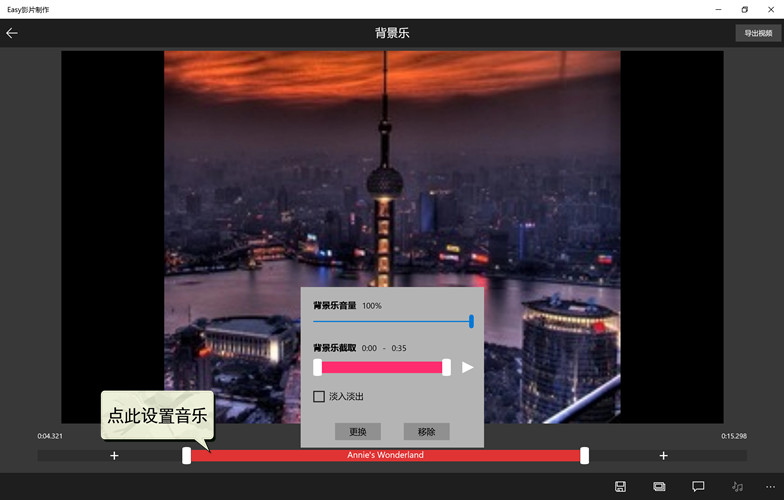 Easy影片制作
背景乐
导出视频
背景乐音量 100%
背景乐截取 0:00 - 0:35
淡入淡出
更换 移除
点此设置音乐
0:04.321
0:15.298
Annie's Wonderland